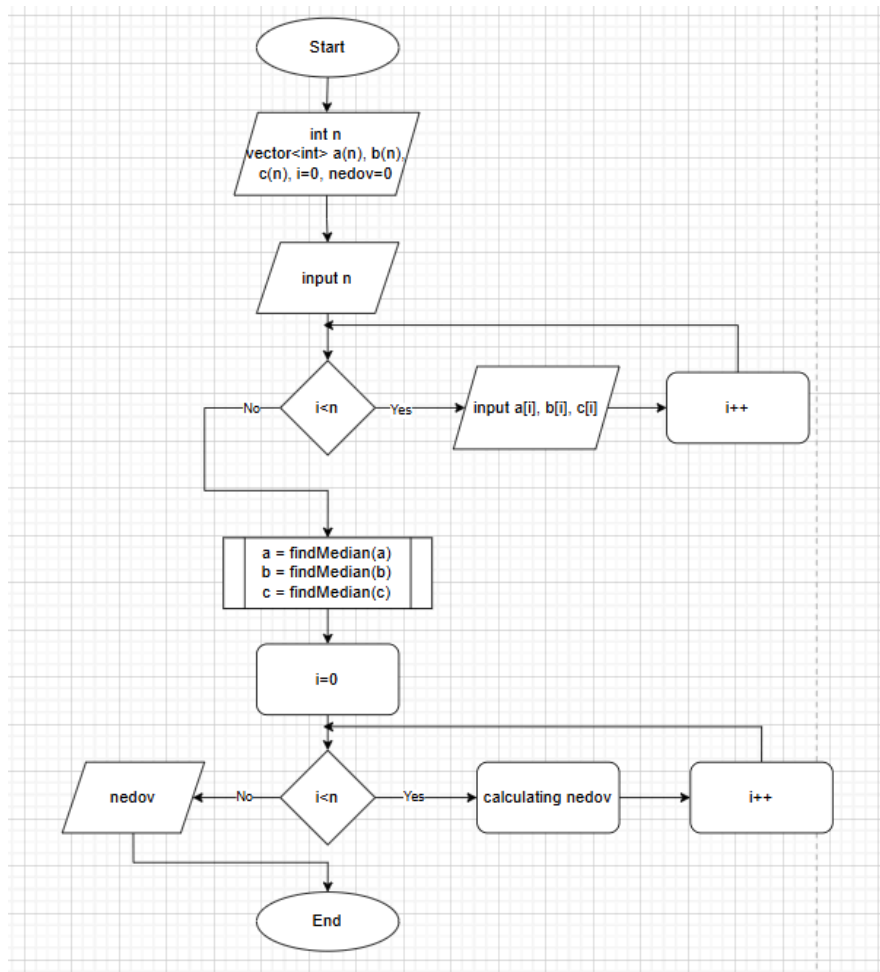 Start
int n
vector<int> a(n), b(n),
c(n), i=0, nedov=0
input n
No
i<n
Yes
input a[i], b[i], c[i]
i++
a = findMedian(a)
b = findMedian(b)
c = findMedian(c)
i=0
nedov
No
i<n
Yes
calculating nedov
i++
End